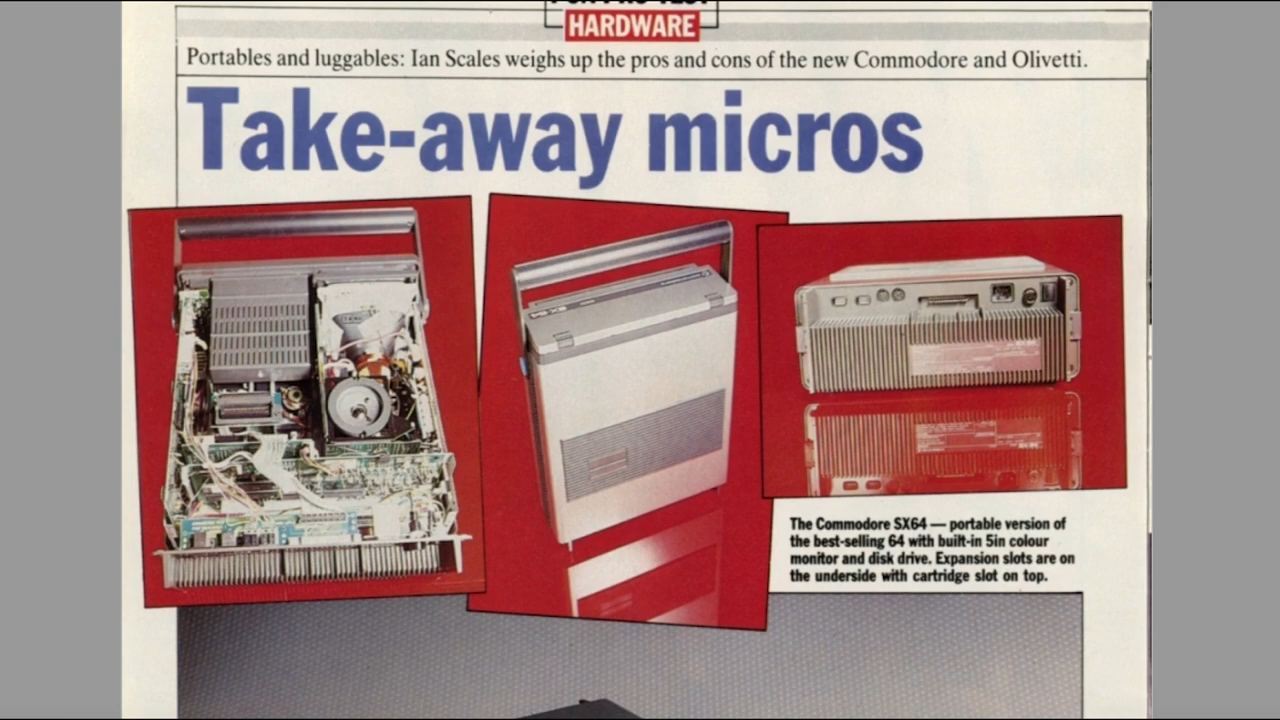 HARDWARE
Portables and luggables: Ian Scales weighs up the pros and cons of the new Commodore and Olivetti.
Take-away micros
The Commodore SX64 — portable version of
the best-selling 64 with built-in 5in colour
monitor and disk drive. Expansion slots are on
the underside with cartridge slot on top.